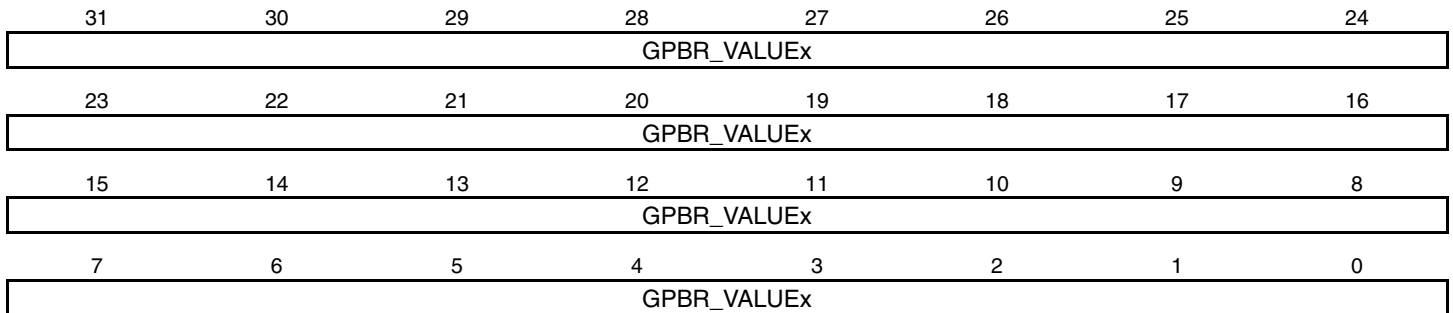 31 30 29 28 27 26 25 24
GPBR_VALUEx
23 22 21 20 19 18 17 16
GPBR_VALUEx
15 14 13 12 11 10 9 8
GPBR_VALUEx
7 6 5 4 3 2 1 0
GPBR_VALUEx